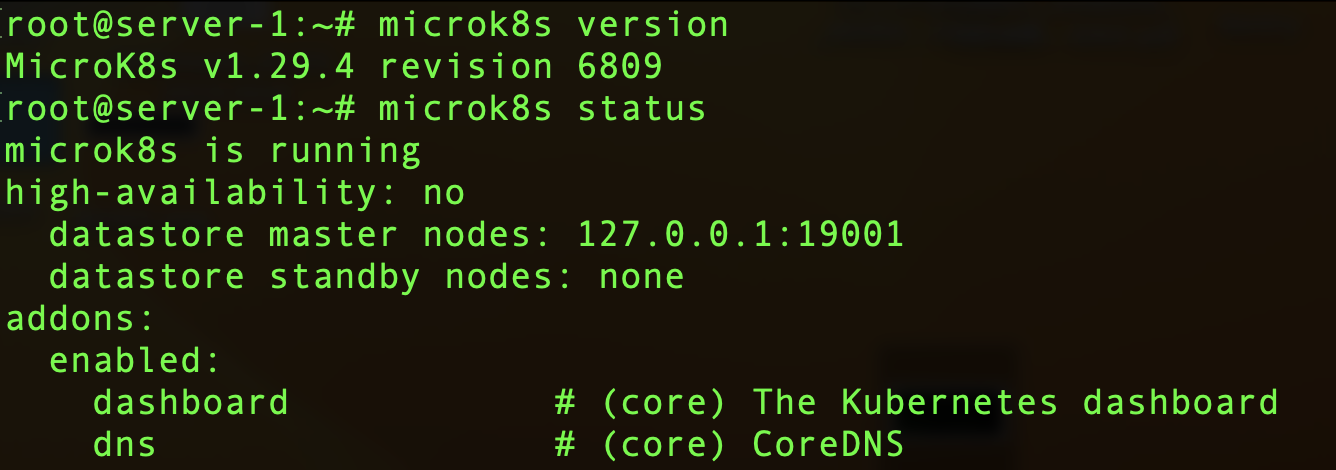 root@server-1:~# microk8s version
MicroK8s v1.29.4 revision 6809
root@server-1:~# microk8s status
microk8s is running
high-availability: no
  datastore master nodes: 127.0.0.1:19001
  datastore standby nodes: none
addons:
  enabled:
    dashboard            # (core) The Kubernetes dashboard
    dns                  # (core) CoreDNS